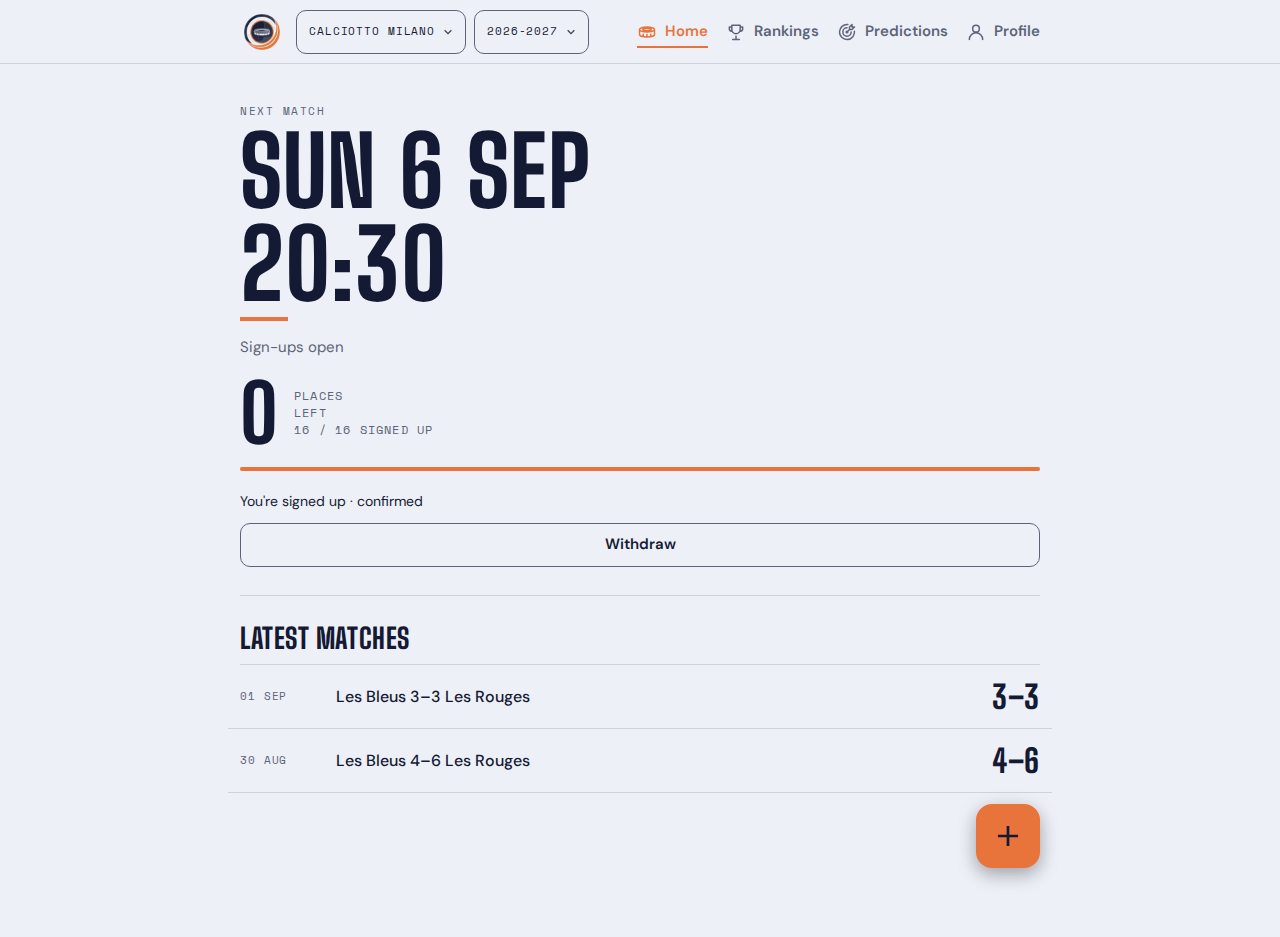 CALCIOTTO MILANO
2026-2027
Home
Rankings
Predictions
Profile
NEXT MATCH
SUN 6 SEP
20:30
Sign-ups open
0
PLACES
LEFT
16 / 16 SIGNED UP
You're signed up · confirmed
Withdraw
LATEST MATCHES
01 SEP
Les Bleus 3–3 Les Rouges
3–3
30 AUG
Les Bleus 4–6 Les Rouges
4–6